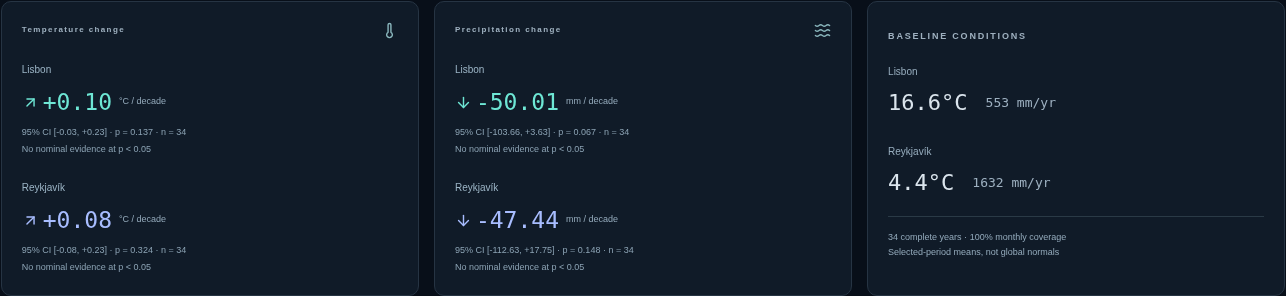 Temperature change
Lisbon
+0.10 °C / decade
95% CI [-0.03, +0.23] · p = 0.137 · n = 34
No nominal evidence at p < 0.05
Reykjavík
+0.08 °C / decade
95% CI [-0.08, +0.23] · p = 0.324 · n = 34
No nominal evidence at p < 0.05
Precipitation change
Lisbon
-50.01 mm / decade
95% CI [-103.66, +3.63] · p = 0.067 · n = 34
No nominal evidence at p < 0.05
Reykjavík
-47.44 mm / decade
95% CI [-112.63, +17.75] · p = 0.148 · n = 34
No nominal evidence at p < 0.05
BASELINE CONDITIONS
Lisbon
16.6°C 553 mm/yr
Reykjavík
4.4°C 1632 mm/yr
34 complete years · 100% monthly coverage
Selected-period means, not global normals